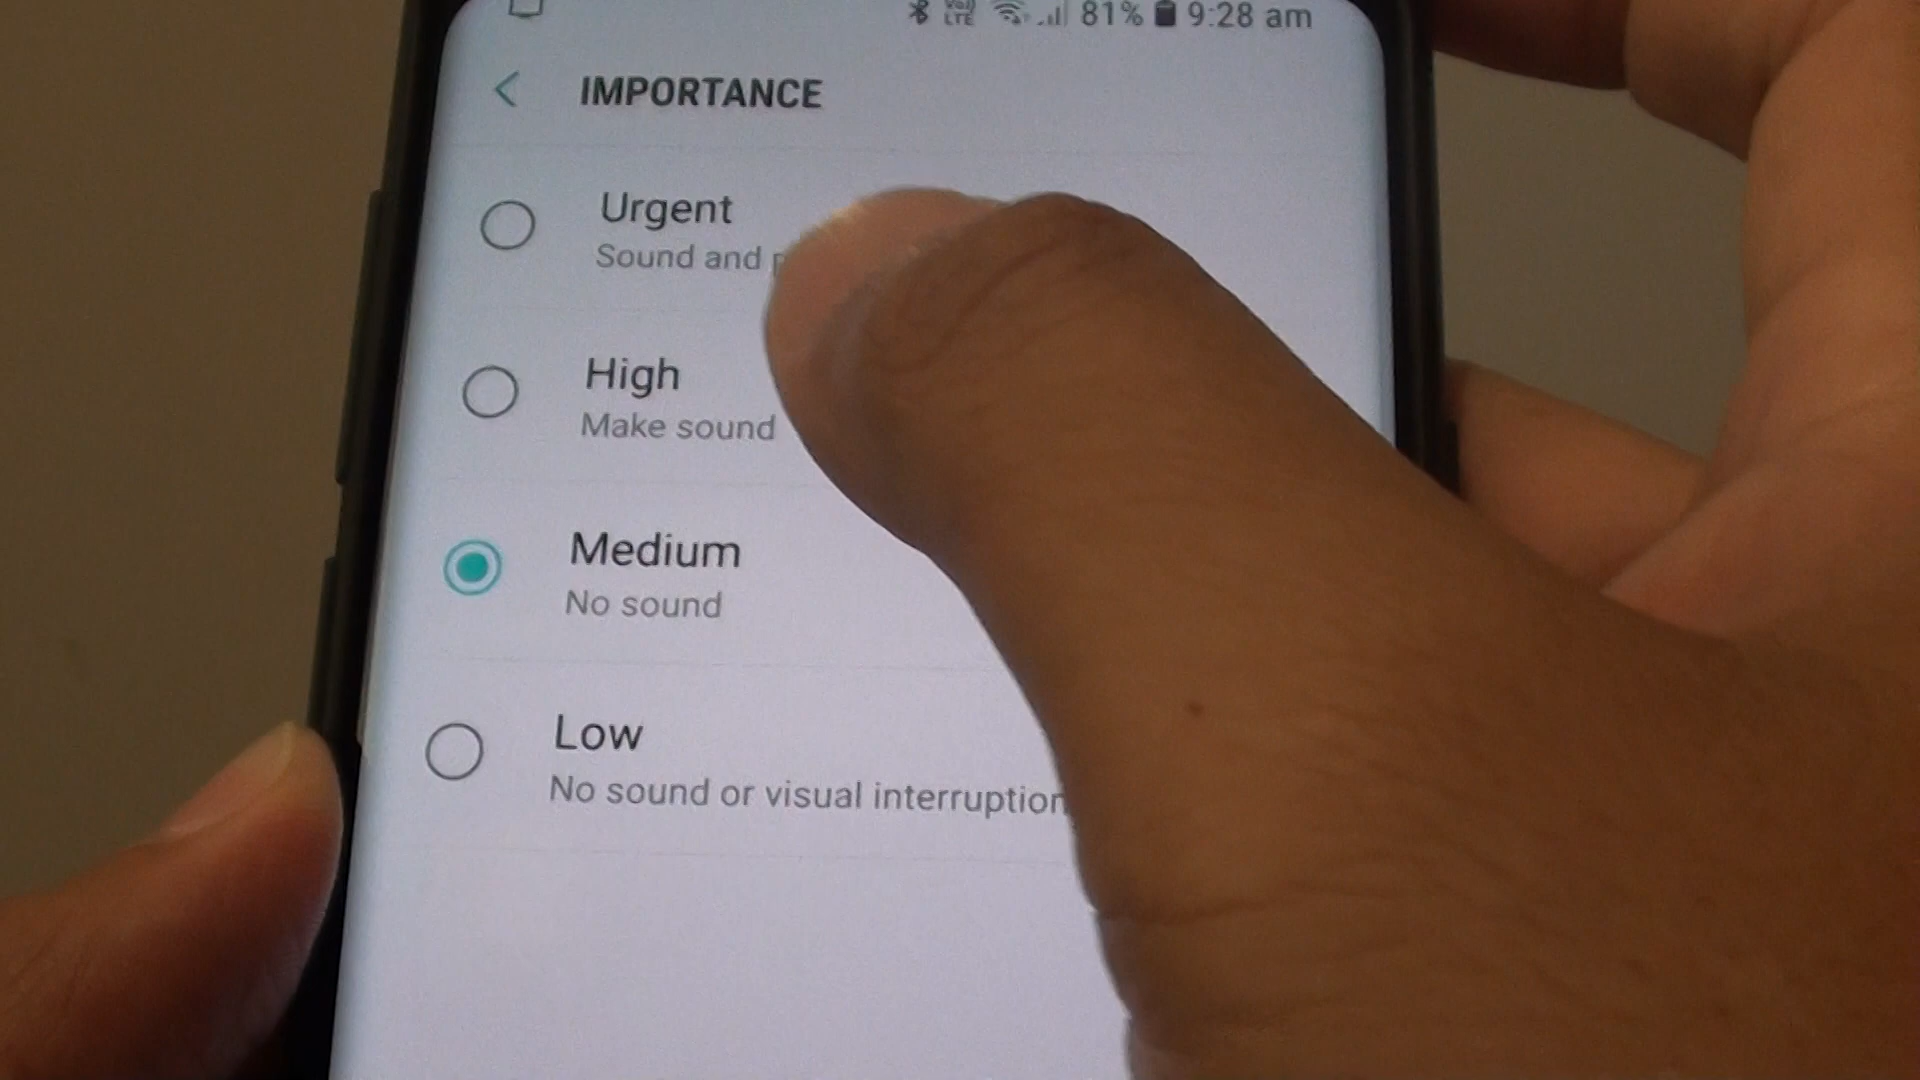 VoLTE 81% 9:28 am
IMPORTANCE
Urgent
Sound and
High
Make sound
Medium
No sound
Low
No sound or visual interruption